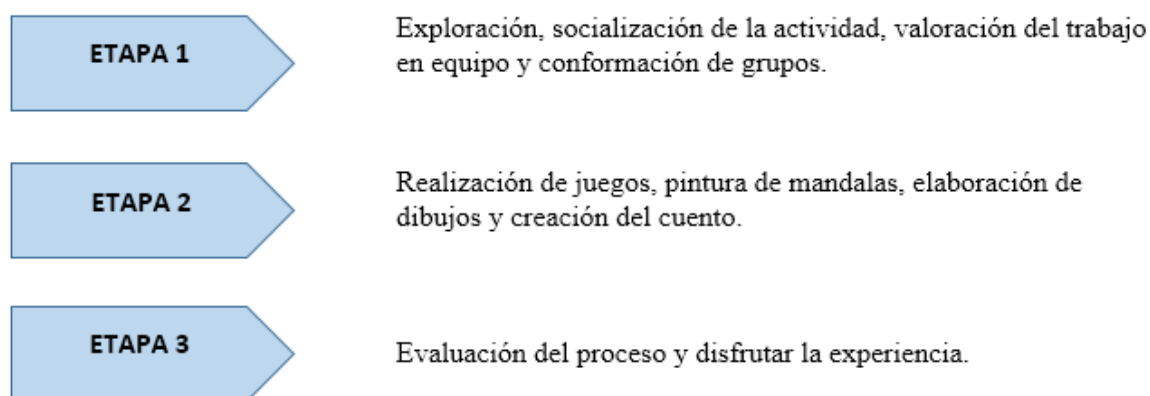 ETAPA 1
Exploración, socialización de la actividad, valoración del trabajo
en equipo y conformación de grupos.
ETAPA 2
Realización de juegos, pintura de mandalas, elaboración de
dibujos y creación del cuento.
ETAPA 3
Evaluación del proceso y disfrutar la experiencia.